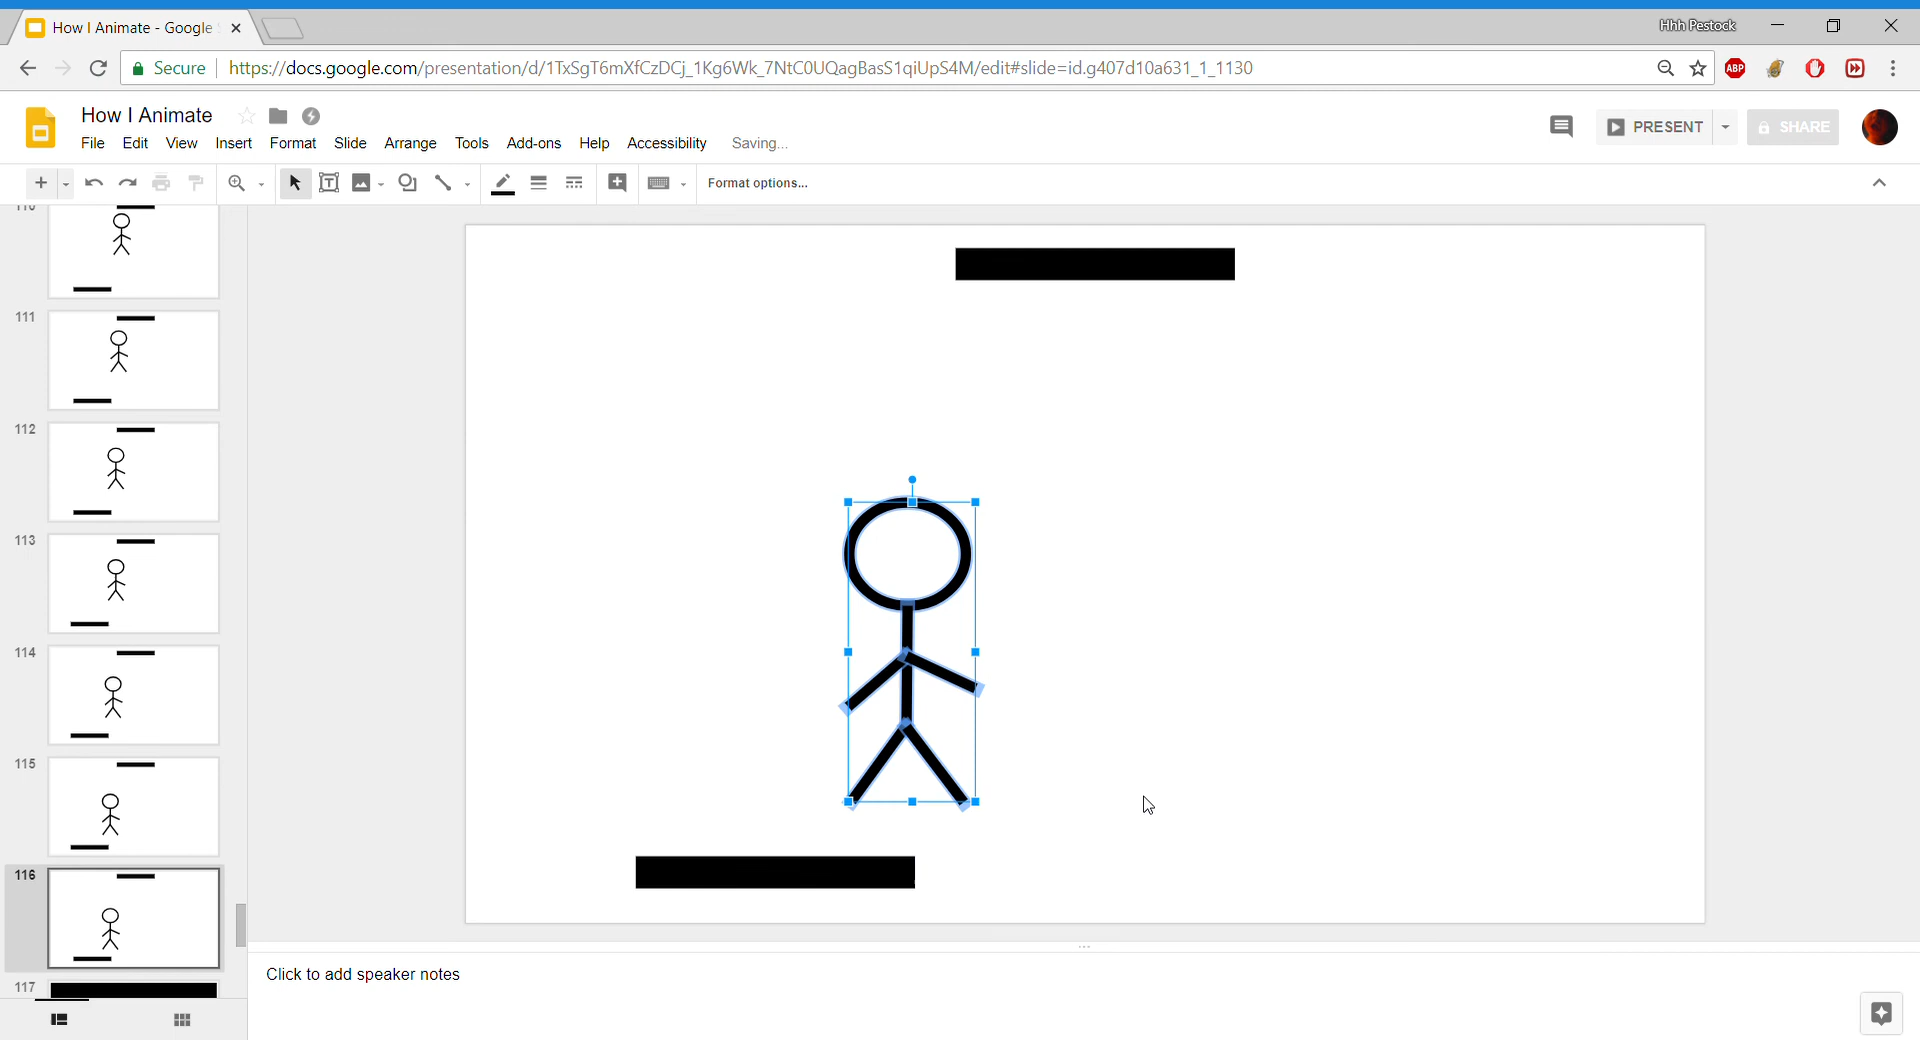 How I Animate - Google
Hhh Pestock
Secure
https://docs.google.com/presentation/d/1TxSgT6mXfCzDCj_1Kg6Wk_7NtC0UQagBasS1qiUpS4M/edit#slide=id.g407d10a631_1_1130
ABP
How I Animate
File Edit View Insert Format Slide Arrange Tools Add-ons Help Accessibility Saving...
PRESENT
SHARE
Format options...
110
111
112
113
114
115
116
117
Click to add speaker notes